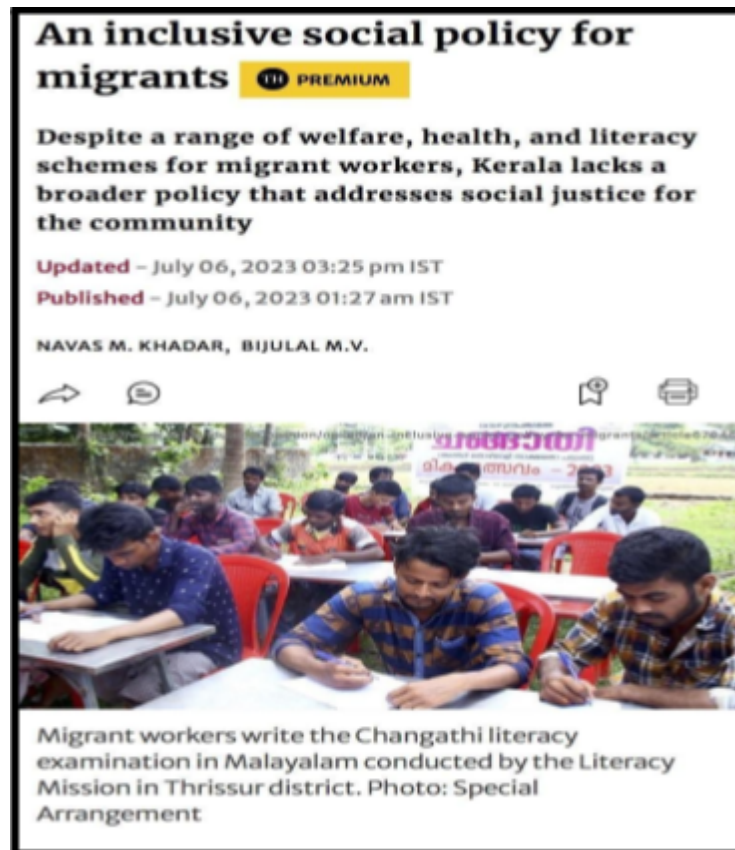 An inclusive social policy for
migrants TH PREMIUM
Despite a range of welfare, health, and literacy
schemes for migrant workers, Kerala lacks a
broader policy that addresses social justice for
the community
Updated - July 06, 2023 03:25 pm IST
Published - July 06, 2023 01:27 am IST
NAVAS M. KHADAR, BIJULAL M.V.
ചങ്ങാതി
- 2023
Migrant workers write the Changathi literacy
examination in Malayalam conducted by the Literacy
Mission in Thrissur district. Photo: Special
Arrangement